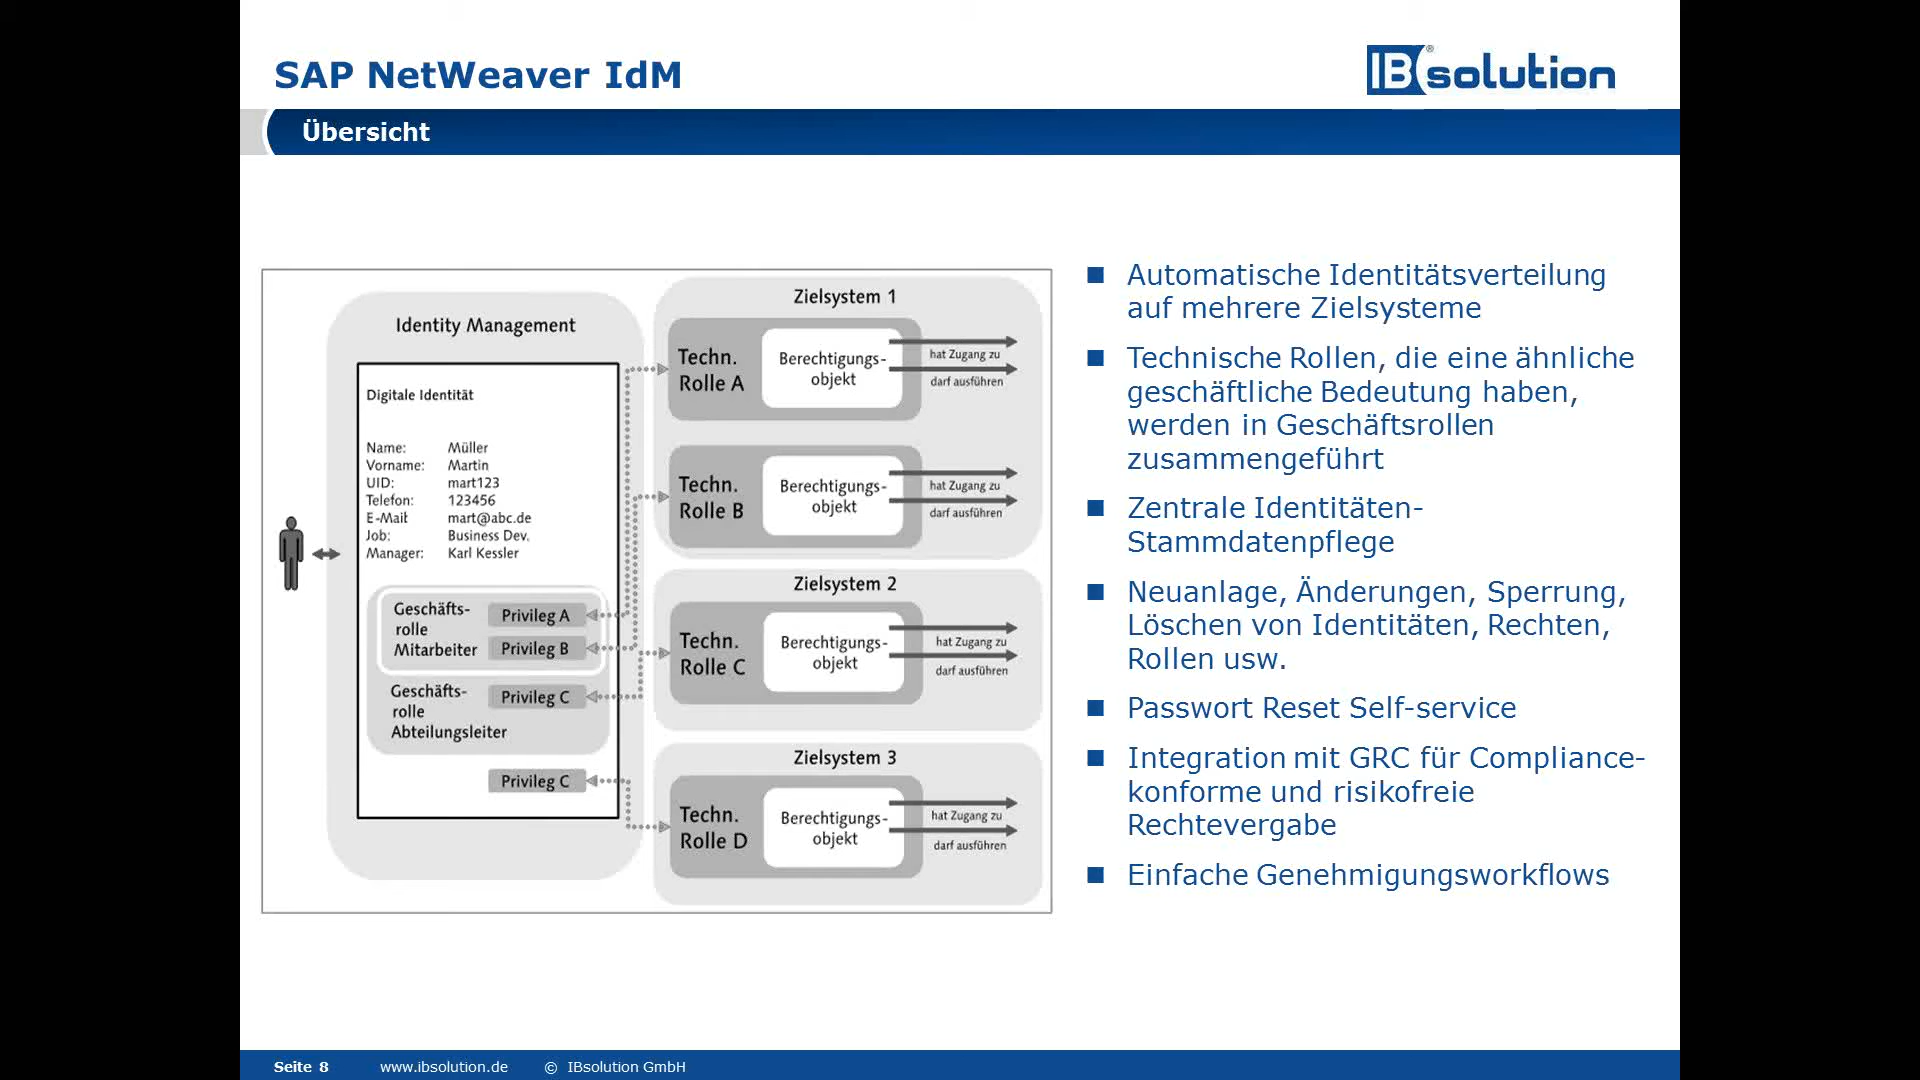 SAP NetWeaver IdM
IBsolution®
Übersicht
Identity Management
Digitale Identität
Name: Müller
Vorname: Martin
UID: mart123
Telefon: 123456
E-Mait mart@abc.de
Job: Business Dev.
Manager: Karl Kessler
Geschäfts-
rolle
Mitarbeiter
Privileg A
Privileg B
Geschäfts-
rolle
Abteilungsleiter
Privileg C
Privileg C
Zielsystem 1
Techn.
Rolle A
Berechtigungs-
objekt
hat Zugang zu
darf ausführen
Techn.
Rolle B
Berechtigungs-
objekt
hat Zugang zu
darf ausführen
Zielsystem 2
Techn.
Rolle C
Berechtigungs-
objekt
hat Zugang zu
darf ausführen
Zielsystem 3
Techn.
Rolle D
Berechtigungs-
objekt
hat Zugang zu
darf ausführen
Automatische Identitätsverteilung
auf mehrere Zielsysteme
Technische Rollen, die eine ähnliche
geschäftliche Bedeutung haben,
werden in Geschäftsrollen
zusammengeführt
Zentrale Identitäten-
Stammdatenpflege
Neuanlage, Änderungen, Sperrung,
Löschen von Identitäten, Rechten,
Rollen usw.
Passwort Reset Self-service
Integration mit GRC für Compliance-
konforme und risikofreie
Rechtevergabe
Einfache Genehmigungsworkflows
Seite 8 www.ibsolution.de © IBsolution GmbH